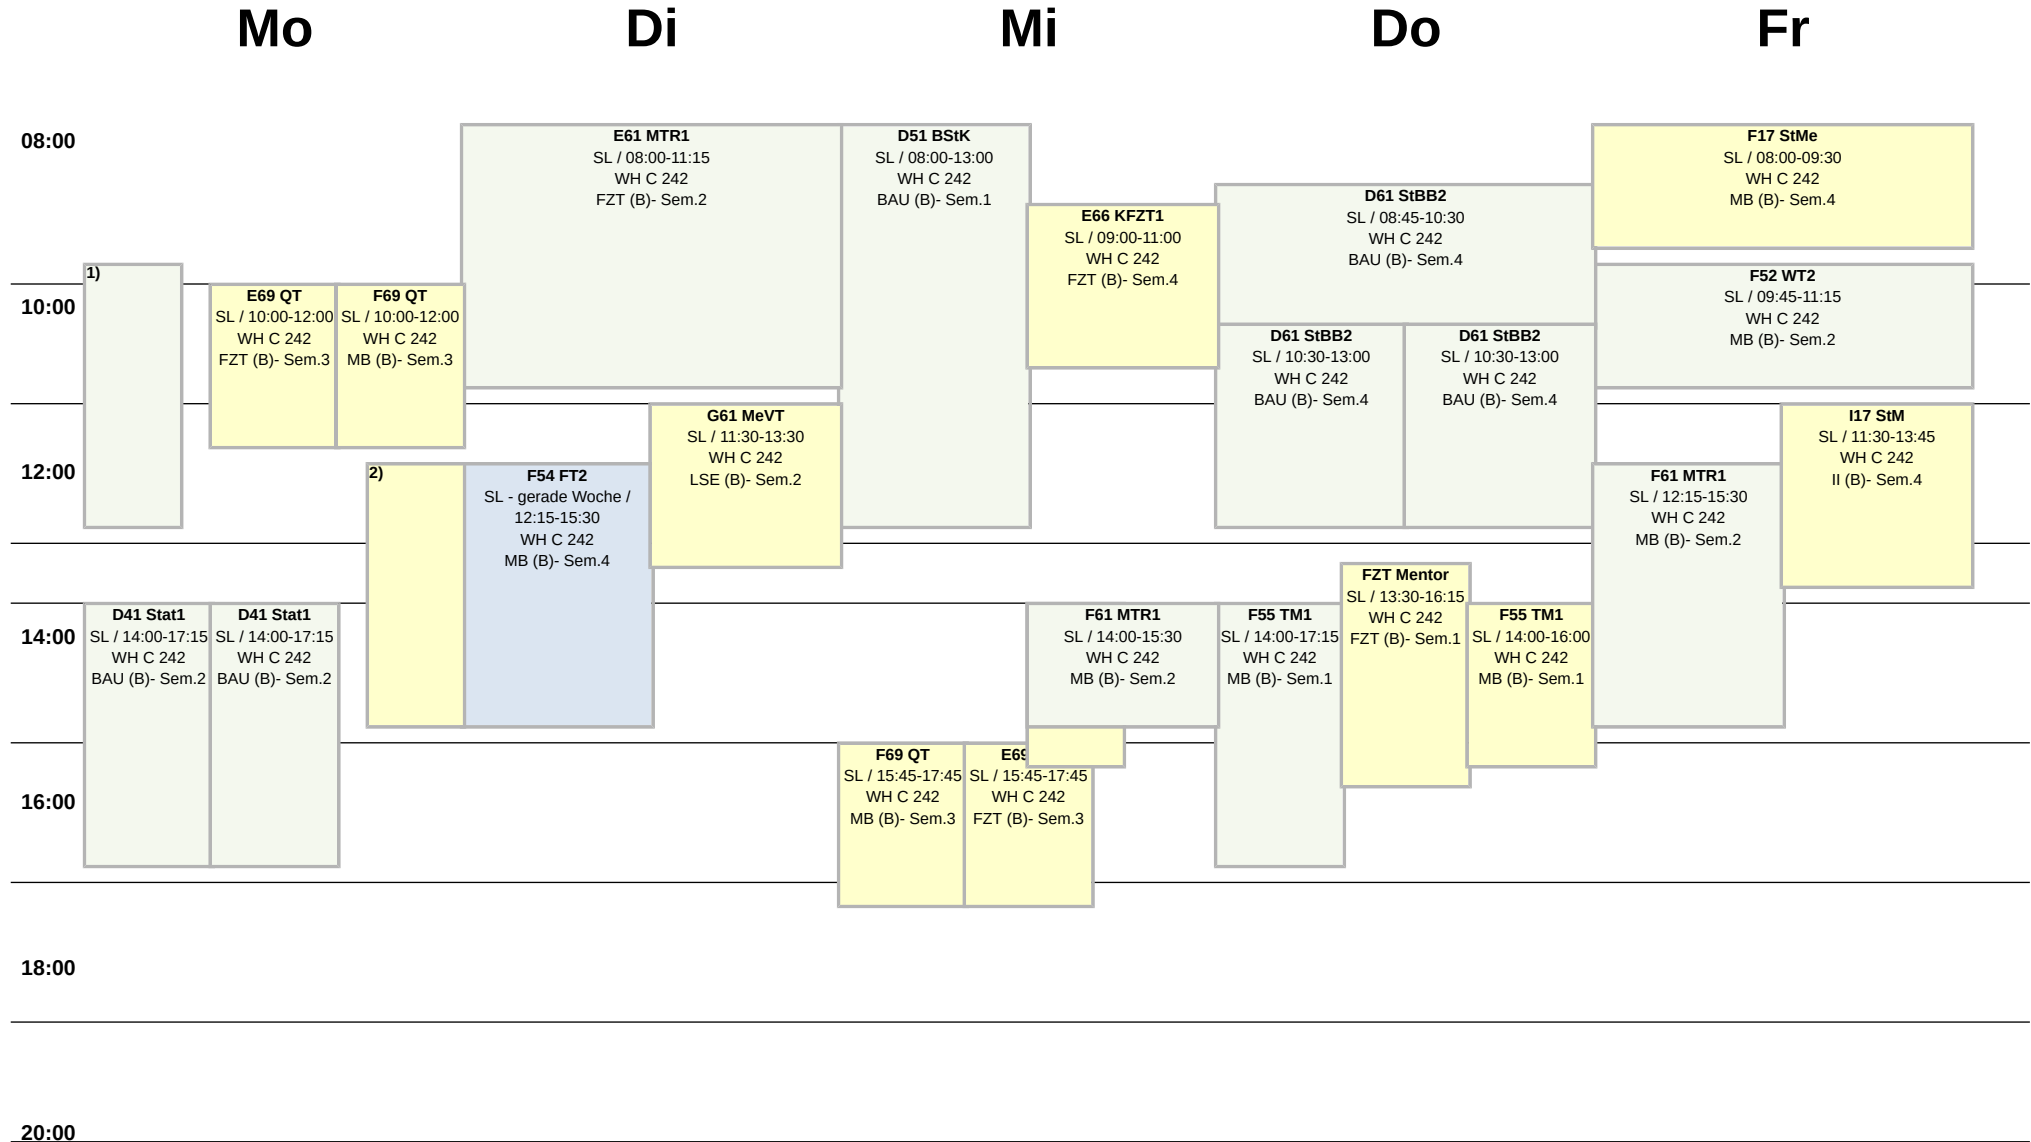 Mo
Di
Mi
Do
Fr
08:00
10:00
12:00
14:00
16:00
18:00
20:00
1)
E69 QT
SL / 10:00-12:00
WH C 242
FZT (B)- Sem.3
F69 QT
SL / 10:00-12:00
WH C 242
MB (B)- Sem.3
2)
D41 Stat1
SL / 14:00-17:15
WH C 242
BAU (B)- Sem.2
D41 Stat1
SL / 14:00-17:15
WH C 242
BAU (B)- Sem.2
E61 MTR1
SL / 08:00-11:15
WH C 242
FZT (B)- Sem.2
G61 MeVT
SL / 11:30-13:30
WH C 242
LSE (B)- Sem.2
F54 FT2
SL - gerade Woche /
12:15-15:30
WH C 242
MB (B)- Sem.4
D51 BStK
SL / 08:00-13:00
WH C 242
BAU (B)- Sem.1
E66 KFZT1
SL / 09:00-11:00
WH C 242
FZT (B)- Sem.4
F61 MTR1
SL / 14:00-15:30
WH C 242
MB (B)- Sem.2
F69 QT
SL / 15:45-17:45
WH C 242
MB (B)- Sem.3
E69
SL / 15:45-17:45
WH C 242
FZT (B)- Sem.3
D61 StBB2
SL / 08:45-10:30
WH C 242
BAU (B)- Sem.4
D61 StBB2
SL / 10:30-13:00
WH C 242
BAU (B)- Sem.4
D61 StBB2
SL / 10:30-13:00
WH C 242
BAU (B)- Sem.4
F55 TM1
SL / 14:00-17:15
WH C 242
MB (B)- Sem.1
FZT Mentor
SL / 13:30-16:15
WH C 242
FZT (B)- Sem.1
F55 TM1
SL / 14:00-16:00
WH C 242
MB (B)- Sem.1
F17 StMe
SL / 08:00-09:30
WH C 242
MB (B)- Sem.4
F52 WT2
SL / 09:45-11:15
WH C 242
MB (B)- Sem.2
I17 StM
SL / 11:30-13:45
WH C 242
II (B)- Sem.4
F61 MTR1
SL / 12:15-15:30
WH C 242
MB (B)- Sem.2